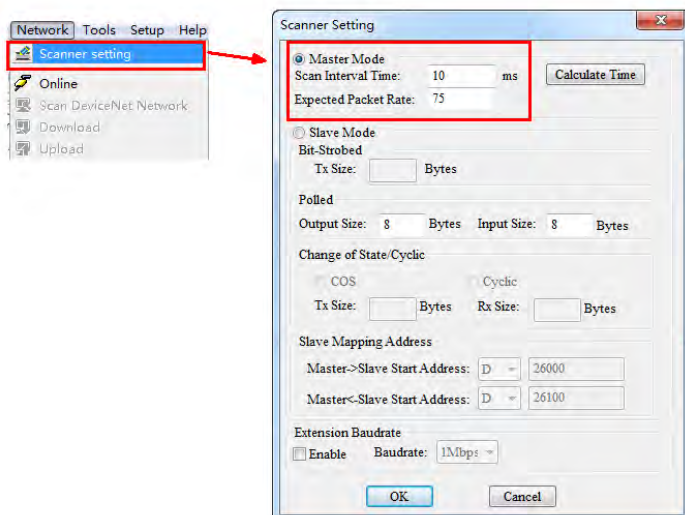 Network Tools Setup Help
Scanner setting
Online
Scan DeviceNet Network
Download
Upload
Scanner Setting
Master Mode
Scan Interval Time: 10 ms Calculate Time
Expected Packet Rate: 75
Slave Mode
Bit-Strobed
Tx Size: Bytes
Polled
Output Size: 8 Bytes Input Size: 8 Bytes
Change of State/Cyclic
COS Cyclic
Tx Size: Bytes Rx Size: Bytes
Slave Mapping Address
Master->Slave Start Address: D 26000
Master<-Slave Start Address: D 26100
Extension Baudrate
Enable Baudrate: 1Mbps
OK Cancel